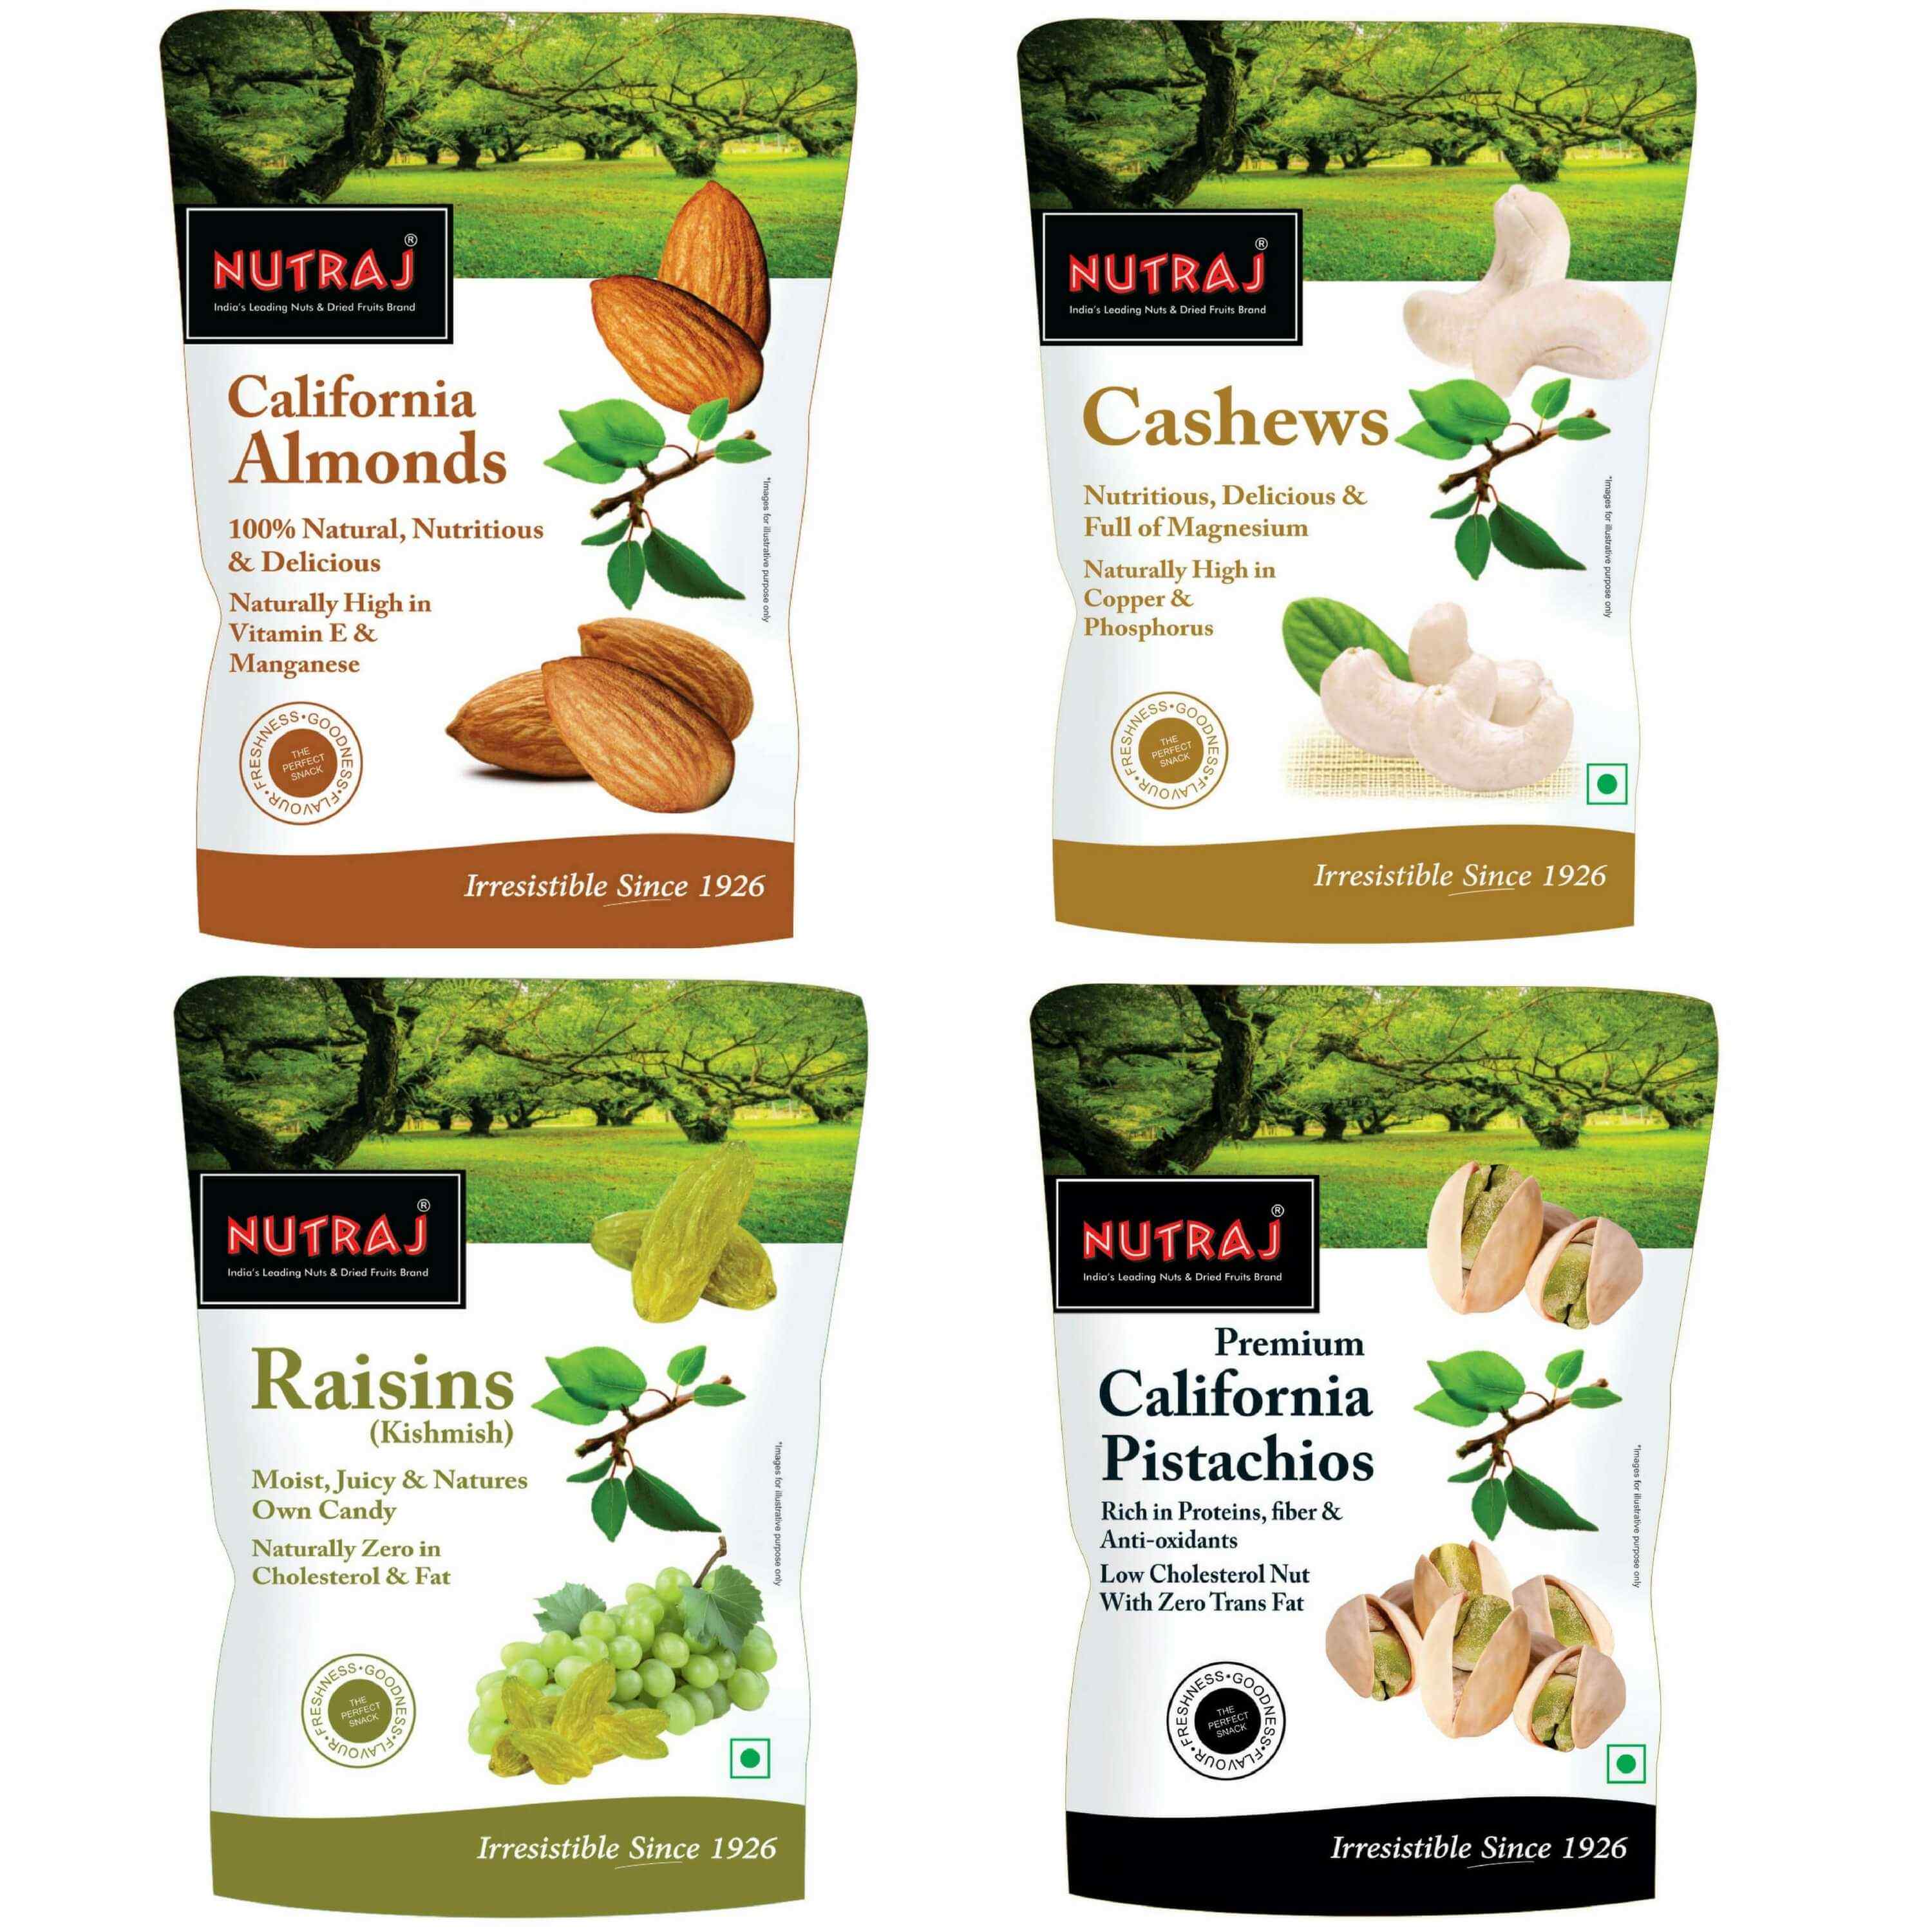 NUTRAJ®
India's Leading Nuts & Dried Fruits Brand
California
Almonds
100% Natural, Nutritious
& Delicious
Naturally High in
Vitamin E &
Manganese
*Images for illustrative purpose only
FRESHNESS•GOODNESS•FLAVOUR•
THE
PERFECT
SNACK
Irresistible Since 1926
NUTRAJ®
India's Leading Nuts & Dried Fruits Brand
Cashews
Nutritious, Delicious &
Full of Magnesium
Naturally High in
Copper &
Phosphorus
*Images for illustrative purpose only
FRESHNESS•GOODNESS•FLAVOUR•
THE
PERFECT
SNACK
Irresistible Since 1926
NUTRAJ®
India's Leading Nuts & Dried Fruits Brand
Raisins
(Kishmish)
Moist, Juicy & Natures
Own Candy
Naturally Zero in
Cholesterol & Fat
*Images for illustrative purpose only
FRESHNESS•GOODNESS•FLAVOUR•
THE
PERFECT
SNACK
Irresistible Since 1926
NUTRAJ®
India's Leading Nuts & Dried Fruits Brand
Premium
California
Pistachios
Rich in Proteins, fiber &
Anti-oxidants
Low Cholesterol Nut
With Zero Trans Fat
*Images for illustrative purpose only
FRESHNESS•GOODNESS•FLAVOUR•
THE
PERFECT
SNACK
Irresistible Since 1926